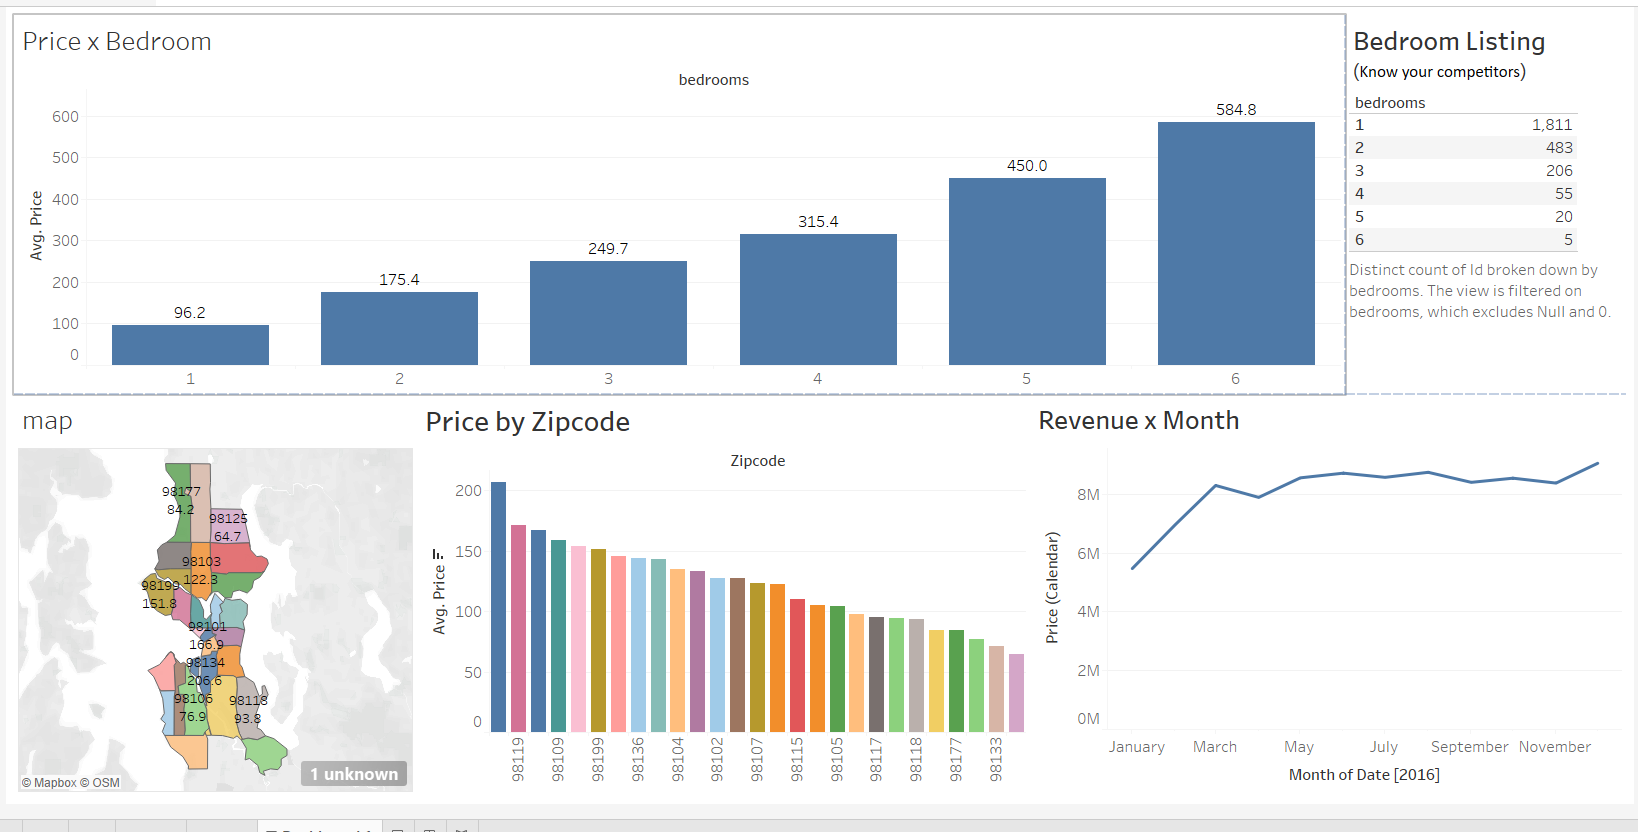 Price x Bedroom
bedrooms
Avg. Price
600
500
400
300
200
100
0
96.2
175.4
249.7
315.4
450.0
584.8
1
2
3
4
5
6
Bedroom Listing
(Know your competitors)
bedrooms
1 1,811
2 483
3 206
4 55
5 20
6 5
Distinct count of Id broken down by
bedrooms. The view is filtered on
bedrooms, which excludes Null and 0.
map
98177
84.2
98125
64.7
98103
122.3
98199
151.8
98101
166.9
98134
206.6
98106
76.9
98118
93.8
1 unknown
© Mapbox © OSM
Price by Zipcode
Zipcode
Avg. Price
200
150
100
50
0
98119
98109
98199
98136
98104
98102
98107
98115
98105
98117
98118
98177
98133
Revenue x Month
Price (Calendar)
8M
6M
4M
2M
0M
January
March
May
July
September
November
Month of Date [2016]